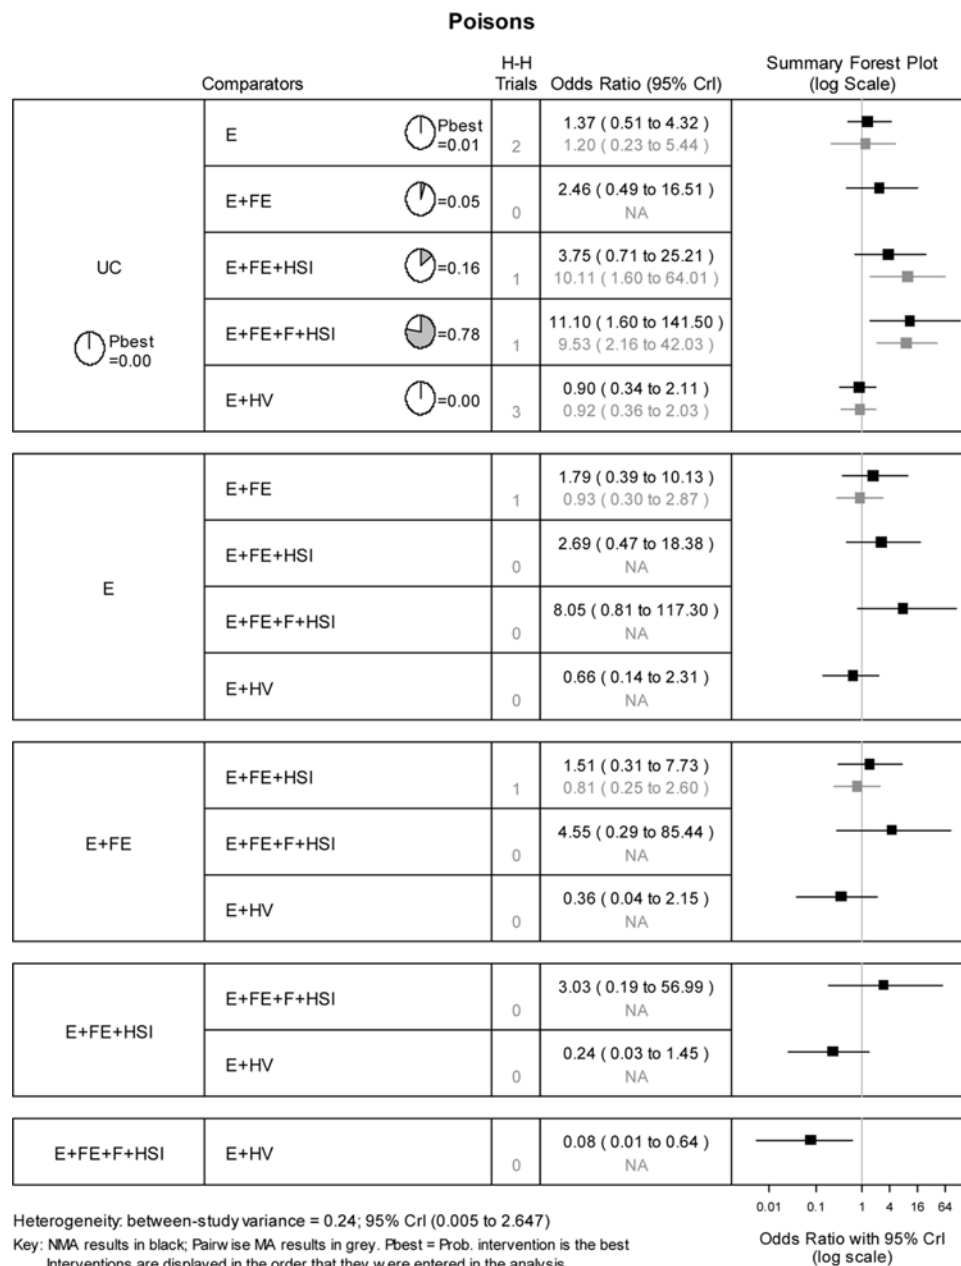 Poisons
Comparators
H-H
Trials
Odds Ratio (95% CrI)
Summary Forest Plot
(log Scale)
UC
Pbest
=0.00
E
Pbest
=0.01
2
1.37 ( 0.51 to 4.32 )
1.20 ( 0.23 to 5.44 )
E+FE
=0.05
0
2.46 ( 0.49 to 16.51 )
NA
E+FE+HSI
=0.16
1
3.75 ( 0.71 to 25.21 )
10.11 ( 1.60 to 64.01 )
E+FE+F+HSI
=0.78
1
11.10 ( 1.60 to 141.50 )
9.53 ( 2.16 to 42.03 )
E+HV
=0.00
3
0.90 ( 0.34 to 2.11 )
0.92 ( 0.36 to 2.03 )
E
E+FE
1
1.79 ( 0.39 to 10.13 )
0.93 ( 0.30 to 2.87 )
E+FE+HSI
0
2.69 ( 0.47 to 18.38 )
NA
E+FE+F+HSI
0
8.05 ( 0.81 to 117.30 )
NA
E+HV
0
0.66 ( 0.14 to 2.31 )
NA
E+FE
E+FE+HSI
1
1.51 ( 0.31 to 7.73 )
0.81 ( 0.25 to 2.60 )
E+FE+F+HSI
0
4.55 ( 0.29 to 85.44 )
NA
E+HV
0
0.36 ( 0.04 to 2.15 )
NA
E+FE+HSI
E+FE+F+HSI
0
3.03 ( 0.19 to 56.99 )
NA
E+HV
0
0.24 ( 0.03 to 1.45 )
NA
E+FE+F+HSI
E+HV
0
0.08 ( 0.01 to 0.64 )
NA
0.01 0.1 1 4 16 64
Odds Ratio with 95% CrI
(log scale)
Heterogeneity: between-study variance = 0.24; 95% CrI (0.005 to 2.647)
Key: NMA results in black; Pairwise MA results in grey. Pbest = Prob. intervention is the best
Interventions are displayed in the order that they were entered in the analysis